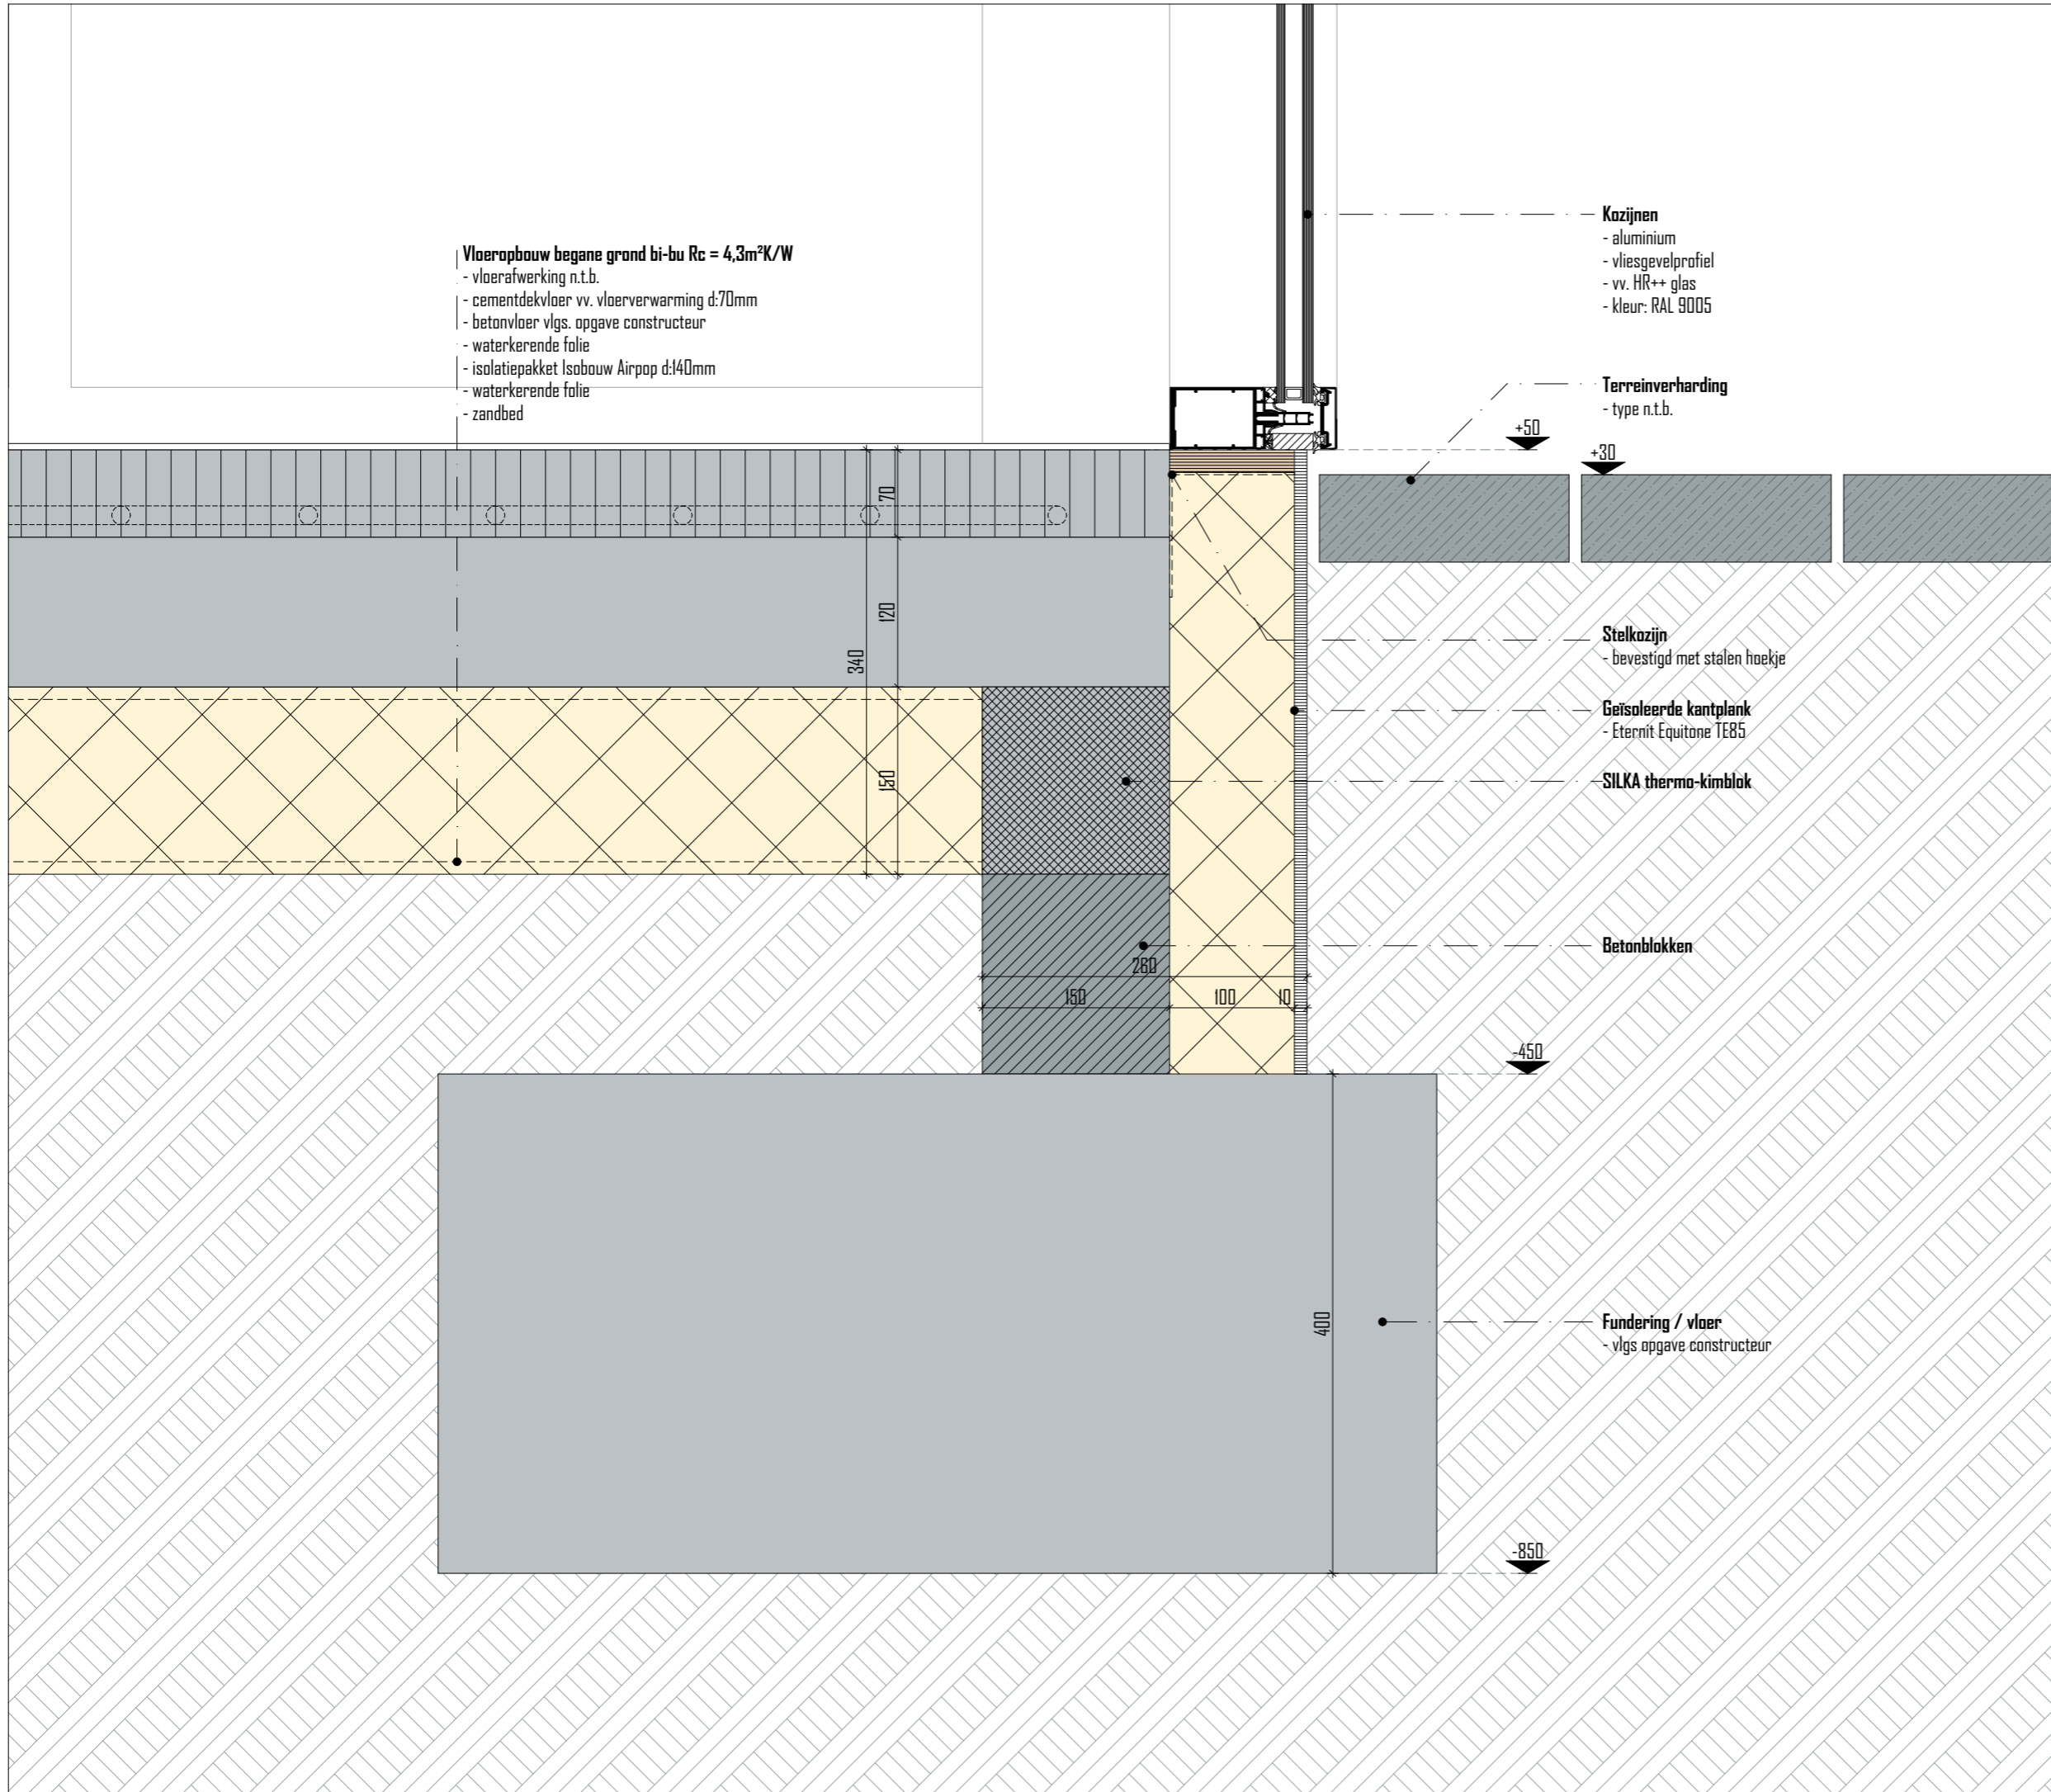 Vloeropbouw begane grond bi-bu Rc = 4,3m²K/W
- vloerafwerking n.t.b.
- cementdekvloer vv. vloerverwarming d:70mm
- betonvloer vlgs. opgave constructeur
- waterkerende folie
- isolatiepakket Isobouw Airpop d:140mm
- waterkerende folie
- zandbed
Kozijnen
- aluminium
- vliesgevelprofiel
- vv. HR++ glas
- kleur: RAL 9005
Terreinverharding
- type n.t.b.
+50
+30
70
120
340
150
Stelkozijn
- bevestigd met stalen hoekje
Geïsoleerde kantplank
- Eternit Equitone TE85
SILKA thermo-kimblok
Betonblokken
260
150
100
10
-450
400
Fundering / vloer
- vlgs opgave constructeur
-850